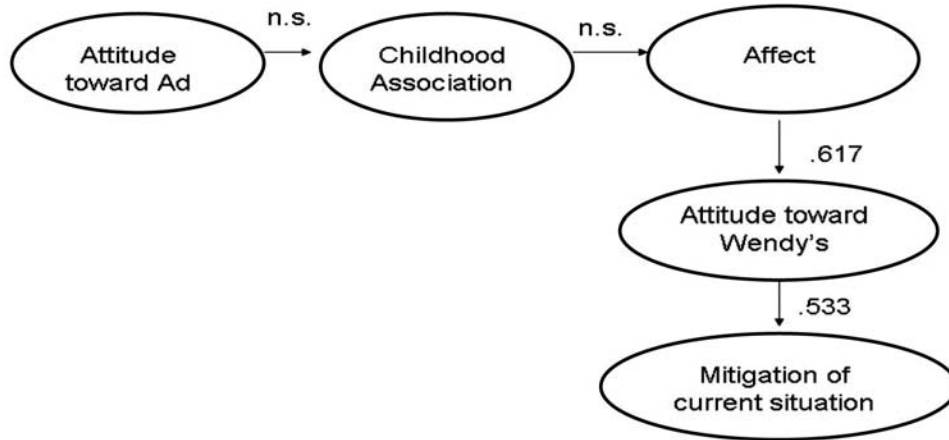 n.s.
n.s.
Attitude
toward Ad
Childhood
Association
Affect
.617
Attitude toward
Wendy's
.533
Mitigation of
current situation